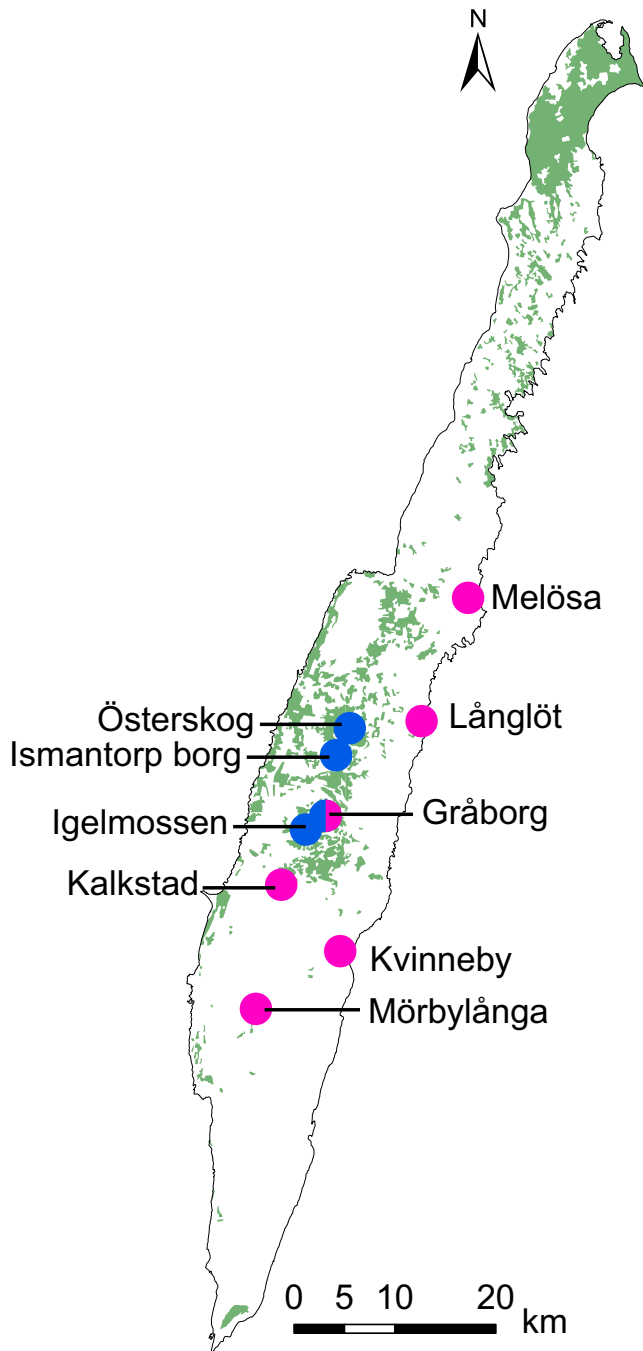 N
Melösa
Österskog
Långlöt
Ismantorp borg
Gråborg
Igelmossen
Kalkstad
Kvinneby
Mörbylånga
0 5 10 20
km